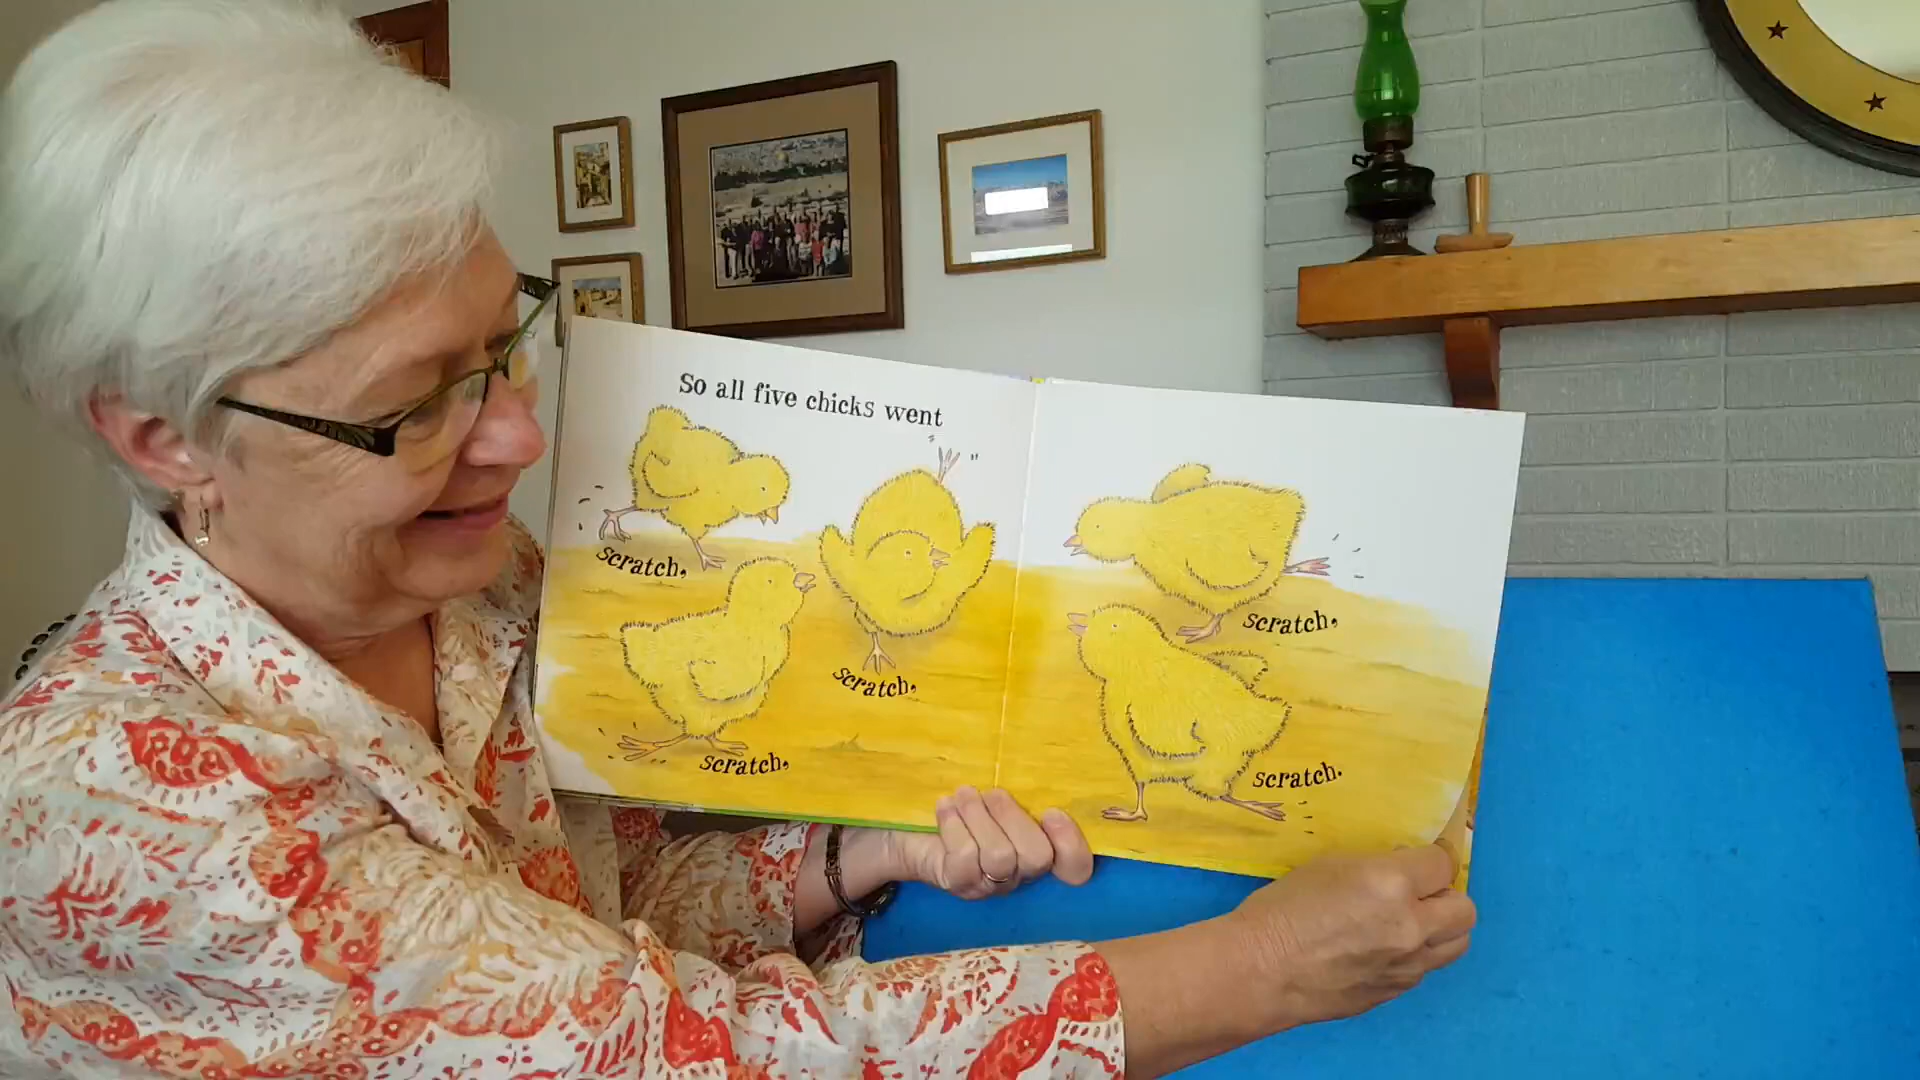 So all five chicks went
scratch,
scratch,
scratch,
scratch,
scratch.